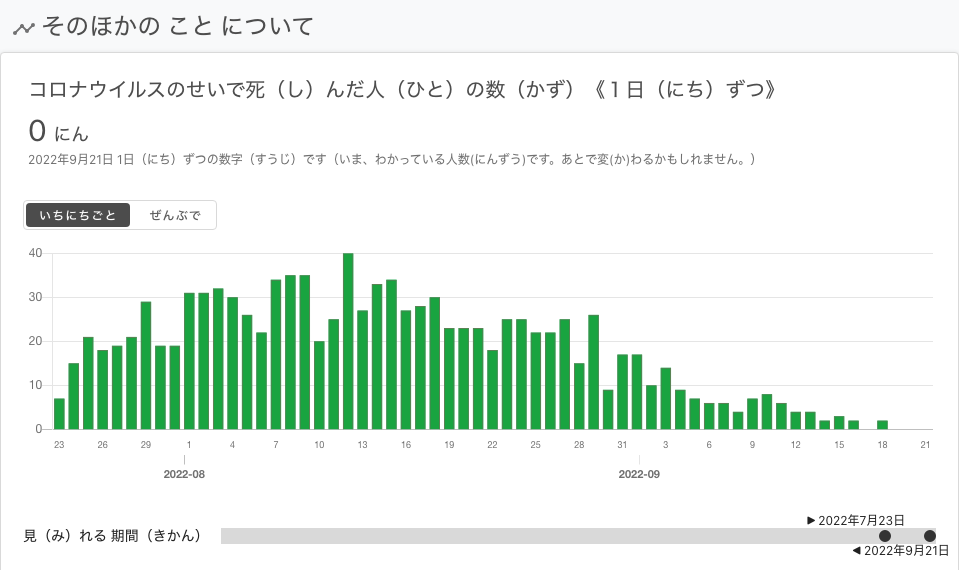 そのほかの こと について
コロナウイルスのせいで死（し）んだ人（ひと）の数（かず）《１日（にち）ずつ》
0 にん
2022年9月21日 1日（にち）ずつの数字（すうじ）です（いま、わかっている人数(にんずう)です。あとで変(か)わるかもしれません。）
いちにちごと ぜんぶで
40
30
20
10
0
23 26 29 1 4 7 10 13 16 19 22 25 28 31 3 6 9 12 15 18 21
2022-08 2022-09
▶ 2022年7月23日
見（み）れる 期間（きかん）
◀ 2022年9月21日